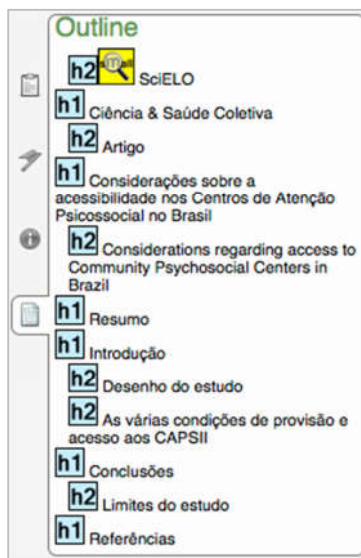 Outline
h2 small SciELO
h1 Ciência & Saúde Coletiva
h2 Artigo
h1 Considerações sobre a
acessibilidade nos Centros de Atenção
Psicossocial no Brasil
h2 Considerations regarding access to
Community Psychosocial Centers in
Brazil
h1 Resumo
h1 Introdução
h2 Desenho do estudo
h2 As várias condições de provisão e
acesso aos CAPSII
h1 Conclusões
h2 Limites do estudo
h1 Referências